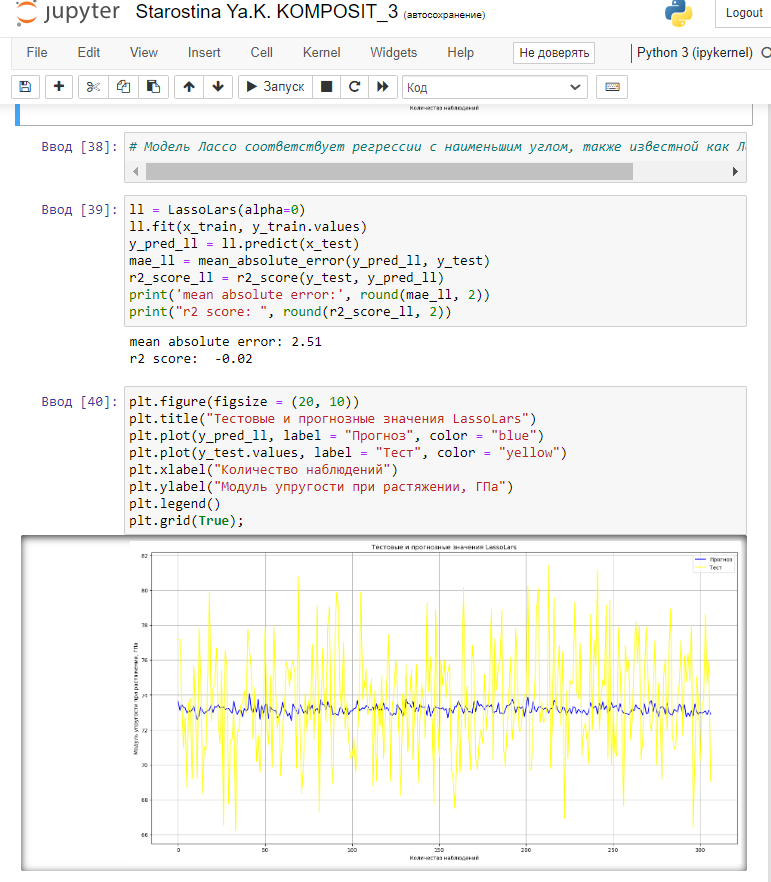 jupyter Starostina Ya.K. KOMPOSIT_3 (автосохранение)
Logout
File Edit View Insert Cell Kernel Widgets Help Не доверять Python 3 (ipykernel)
Запуск Код
Количество наблюдений
Ввод [38]: # Модель Лассо соответствует регрессии с наименьшим углом, также известной как Л
Ввод [39]: ll = LassoLars(alpha=0)
ll.fit(x_train, y_train.values)
y_pred_ll = ll.predict(x_test)
mae_ll = mean_absolute_error(y_pred_ll, y_test)
r2_score_ll = r2_score(y_test, y_pred_ll)
print('mean absolute error:', round(mae_ll, 2))
print("r2 score: ", round(r2_score_ll, 2))
mean absolute error: 2.51
r2 score:  -0.02
Ввод [40]: plt.figure(figsize = (20, 10))
plt.title("Тестовые и прогнозные значения LassoLars")
plt.plot(y_pred_ll, label = "Прогноз", color = "blue")
plt.plot(y_test.values, label = "Тест", color = "yellow")
plt.xlabel("Количество наблюдений")
plt.ylabel("Модуль упругости при растяжении, ГПа")
plt.legend()
plt.grid(True);
Тестовые и прогнозные значения LassoLars
Прогноз
Тест
Модуль упругости при растяжении, ГПа
82
80
78
76
74
72
70
68
66
0 50 100 150 200 250 300
Количество наблюдений